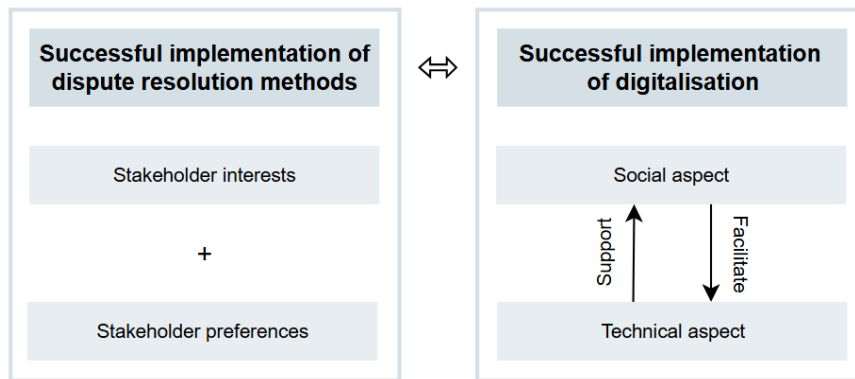 Successful implementation of
dispute resolution methods
Stakeholder interests
+
Stakeholder preferences
Successful implementation
of digitalisation
Social aspect
Support
Facilitate
Technical aspect